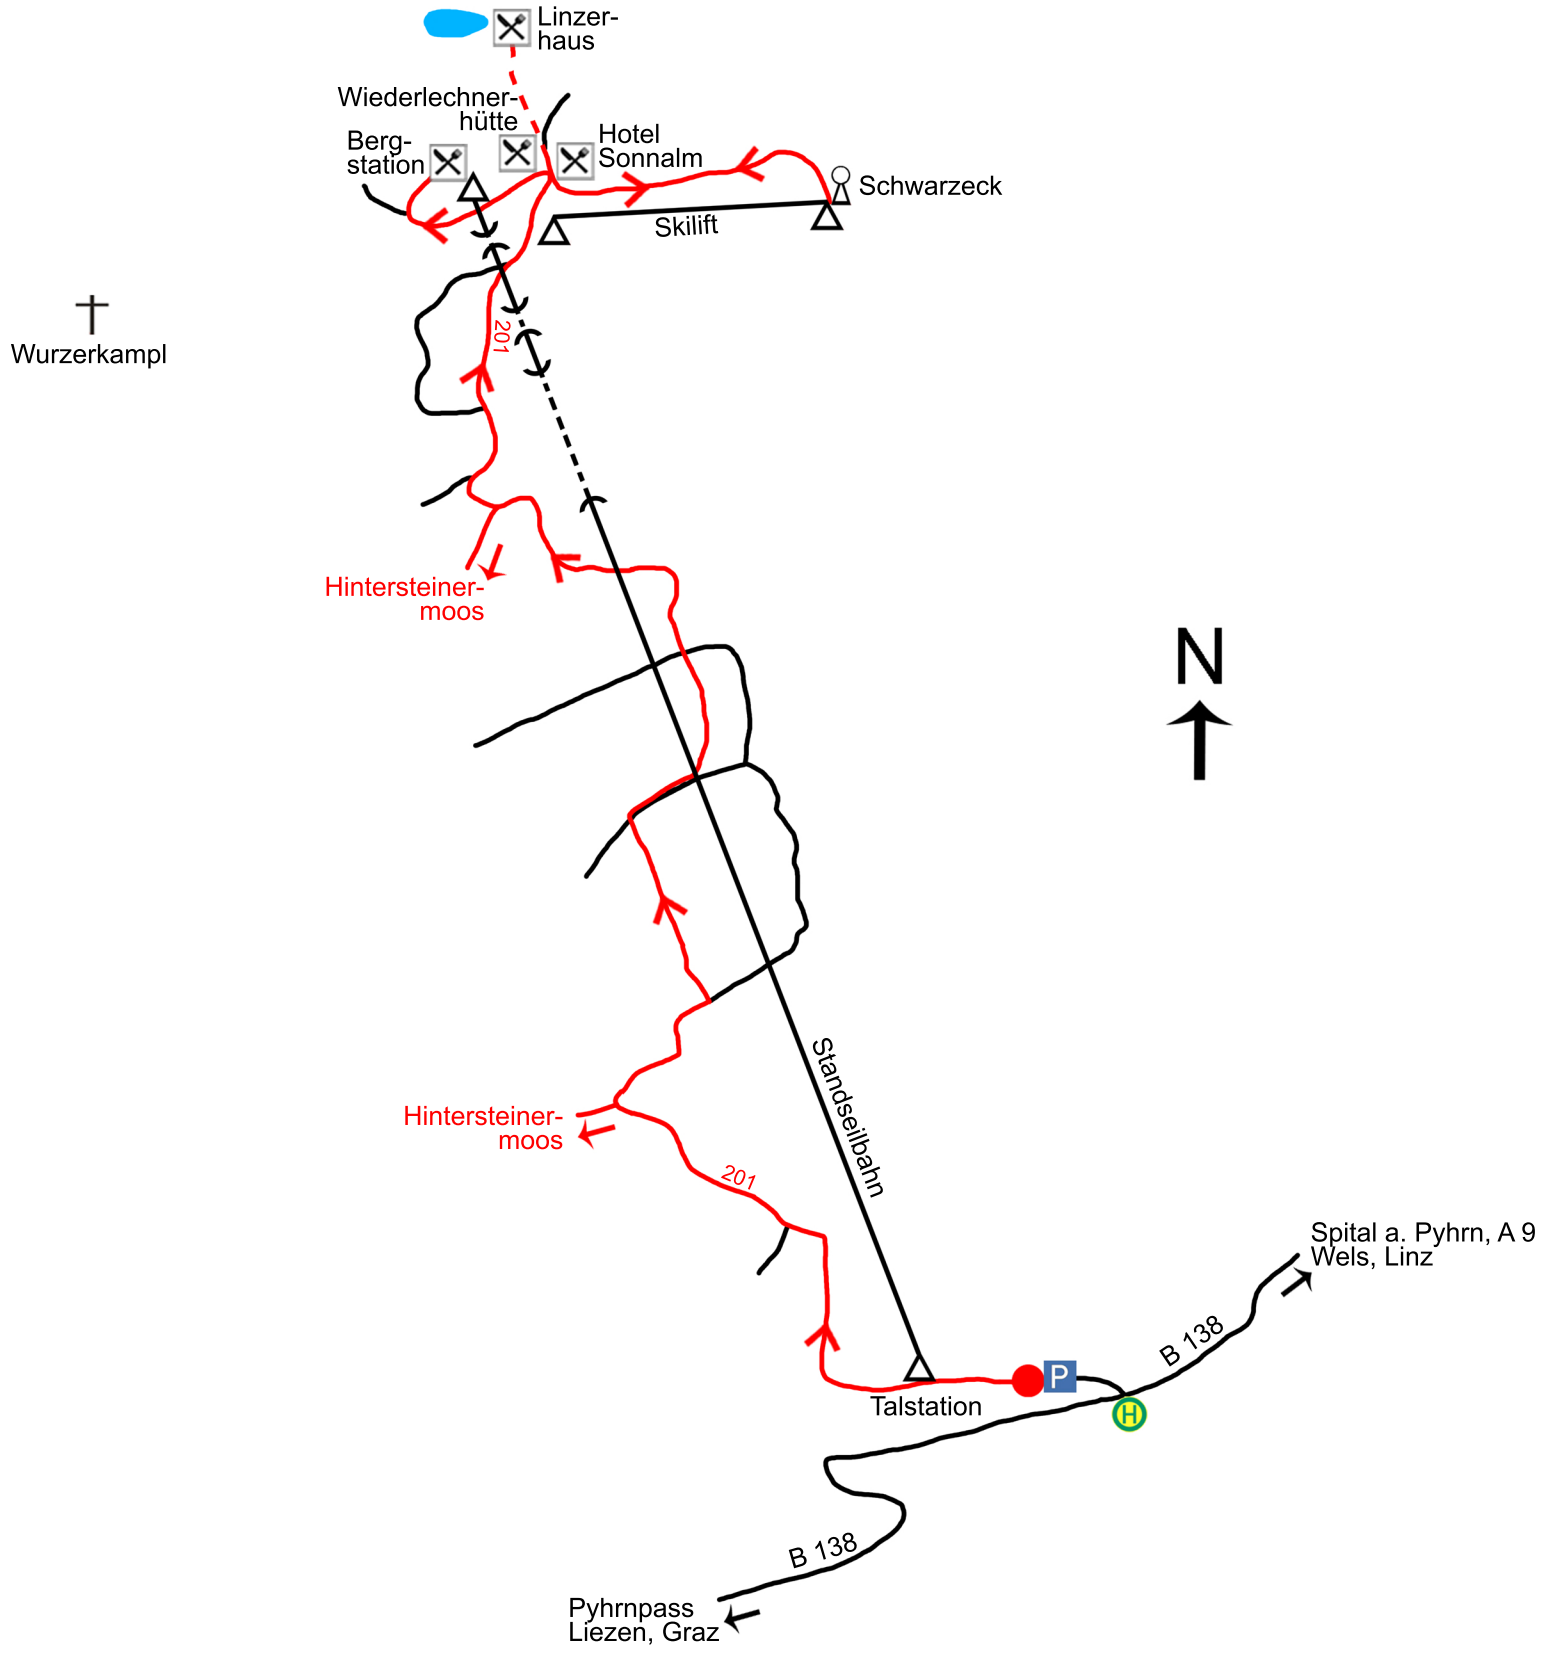 Linzer-
haus
Wiederlechner-
hütte
Berg-
station
Hotel
Sonnalm
Schwarzeck
Skilift
Wurzerkampl
201
Hintersteiner-
moos
N
Standseilbahn
Hintersteiner-
moos
201
Spital a. Pyhrn, A 9
Wels, Linz
B 138
P
Talstation
H
B 138
Pyhrnpass
Liezen, Graz